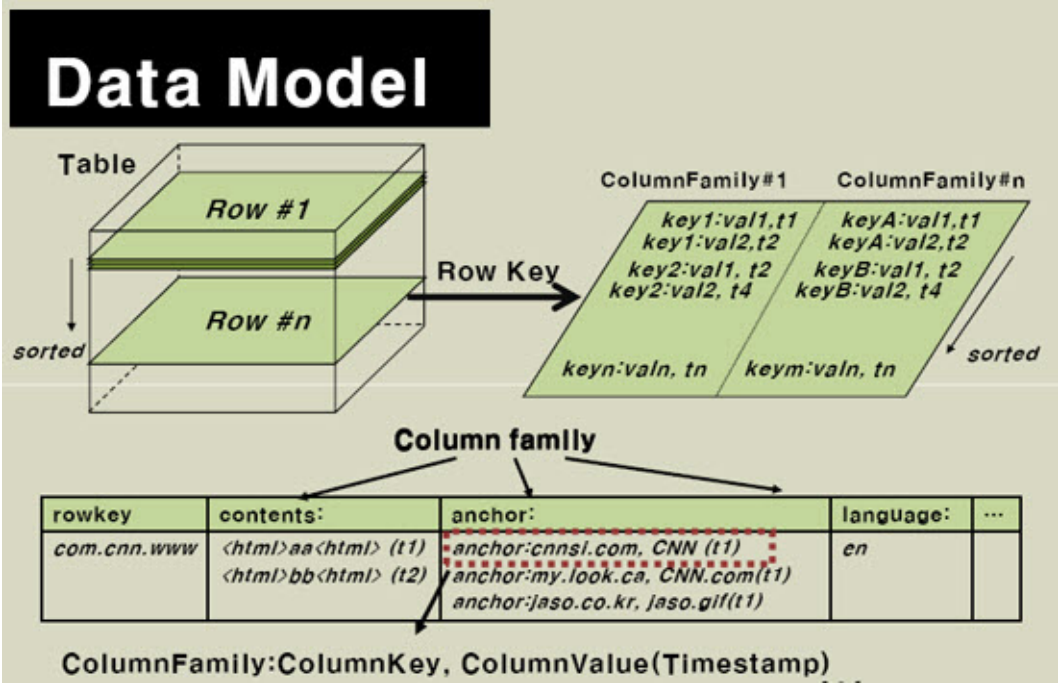 Data Model
Table
Row #1
Row #n
sorted
Row Key
ColumnFamily#1 ColumnFamily#n
key1:val1,t1 keyA:val1,t1
key1:val2,t2 keyA:val2,t2
key2:val1, t2 keyB:val1, t2
key2:val2, t4 keyB:val2, t4
keyn:valn, tn keym:valn, tn
sorted
Column family
rowkey contents: anchor: language: ...
com.cnn.www <html>aa<html> (t1) anchor:cnnsi.com, CNN (t1) en
<html>bb<html> (t2) anchor:my.look.ca, CNN.com(t1)
anchor:jaso.co.kr, jaso.gif(t1)
ColumnFamily:ColumnKey, ColumnValue(Timestamp)